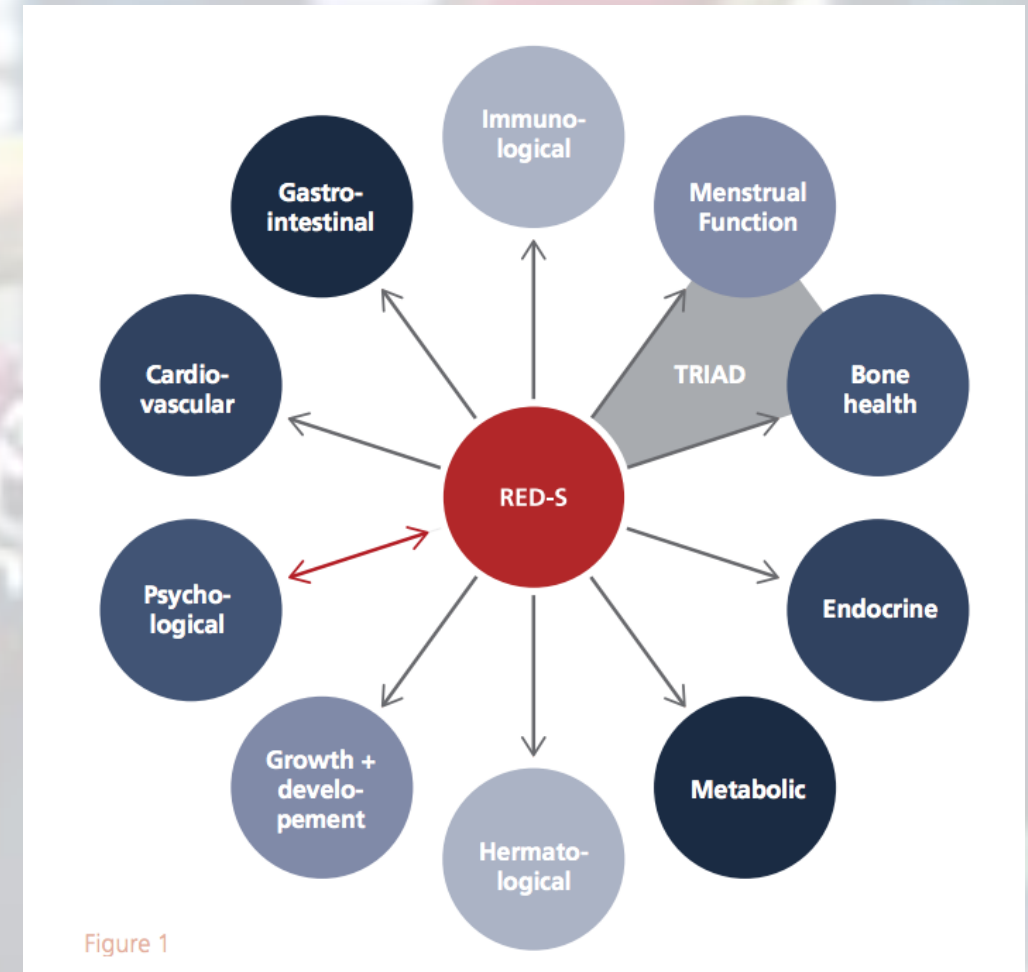 Immuno-
logical
Menstrual
Function
TRIAD
Bone
health
Endocrine
Metabolic
Hermato-
logical
Growth +
develo-
pement
Psycho-
logical
Cardio-
vascular
Gastro-
intestinal
RED-S
Figure 1